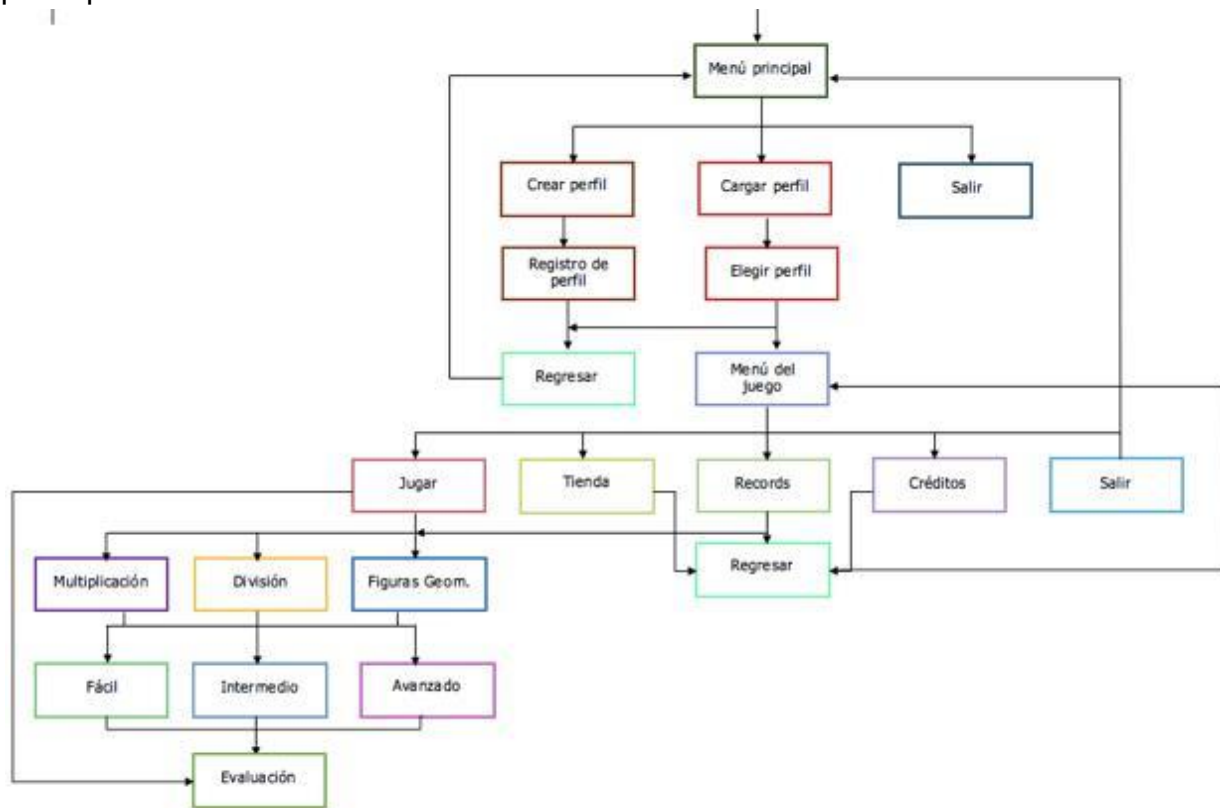 Menú principal
Crear perfil
Cargar perfil
Salir
Registro de
perfil
Elegir perfil
Regresar
Menú del
juego
Jugar
Tienda
Records
Créditos
Salir
Multiplicación
División
Figuras Geom.
Regresar
Fácil
Intermedio
Avanzado
Evaluación